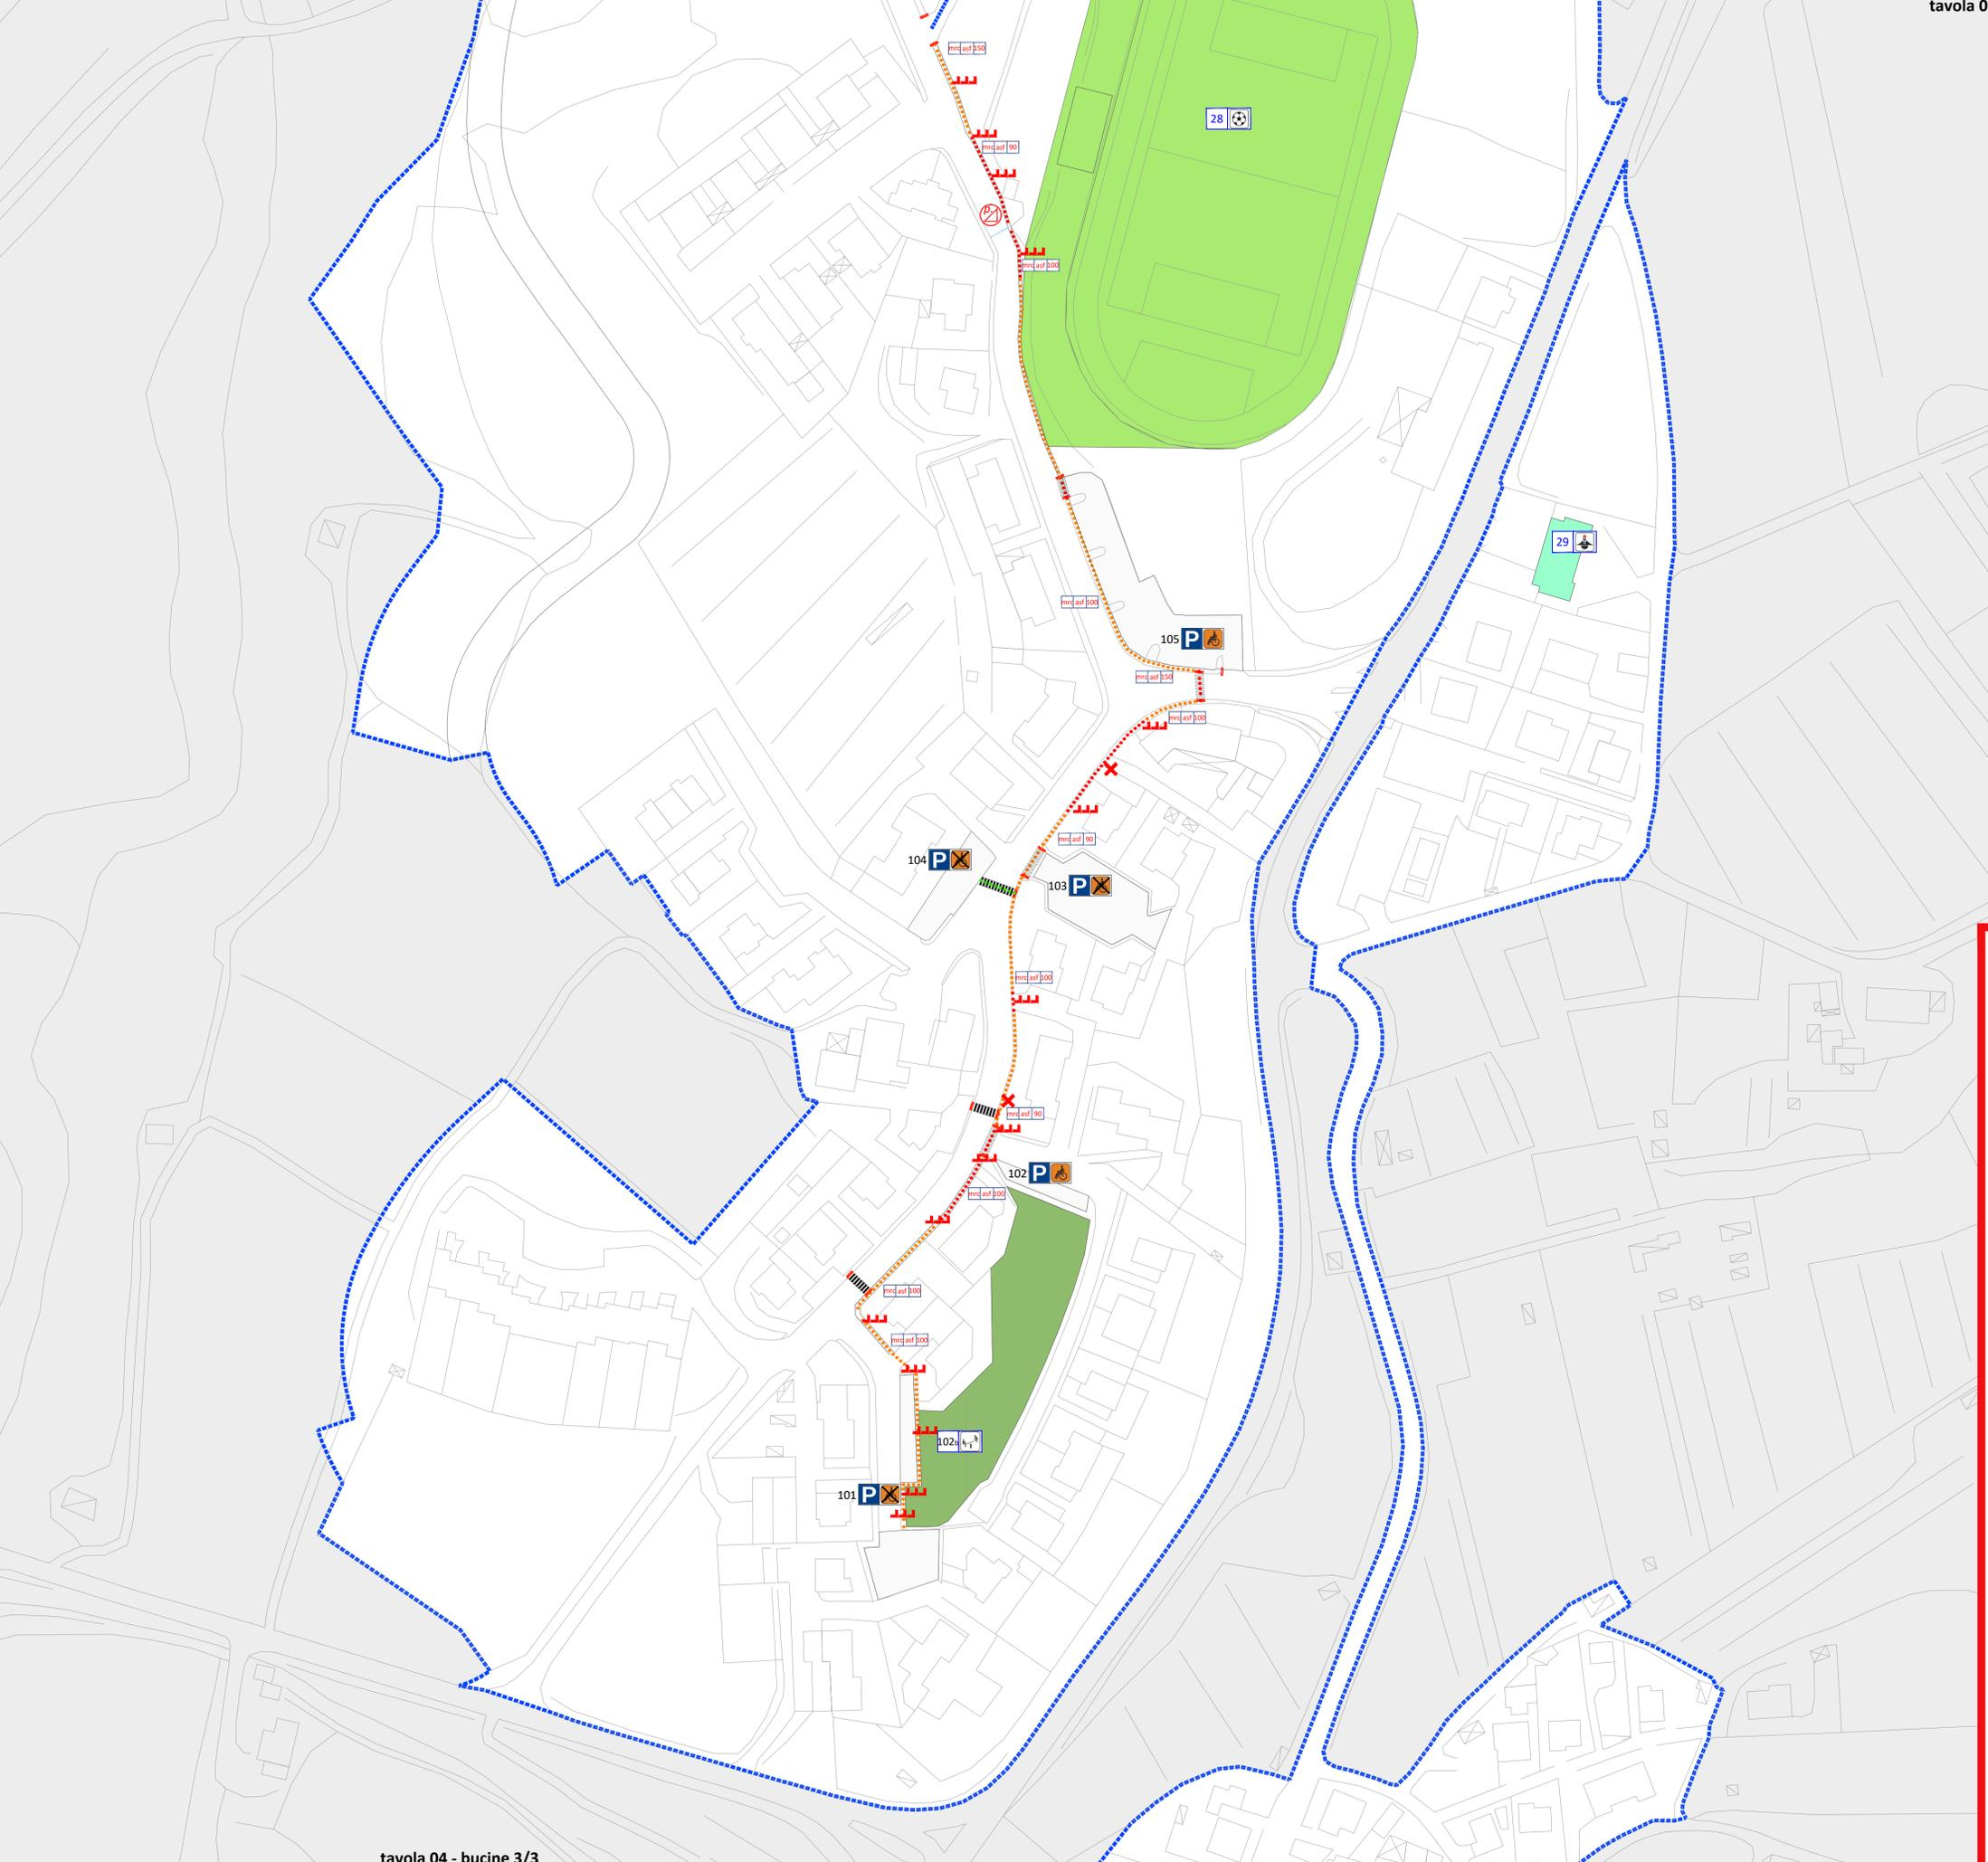 tavola 0
mrc asf 150
28
mrc asf 90
P
mrc asf 100
29
mrc asf 100
105 P
mrc asf 150
mrc asf 100
mrc asf 90
104 P
103 P
mrc asf 100
mrc asf 90
102 P
mrc asf 100
mrc asf 100
mrc asf 100
102b
101 P
tavola 04 - bucine 3/3